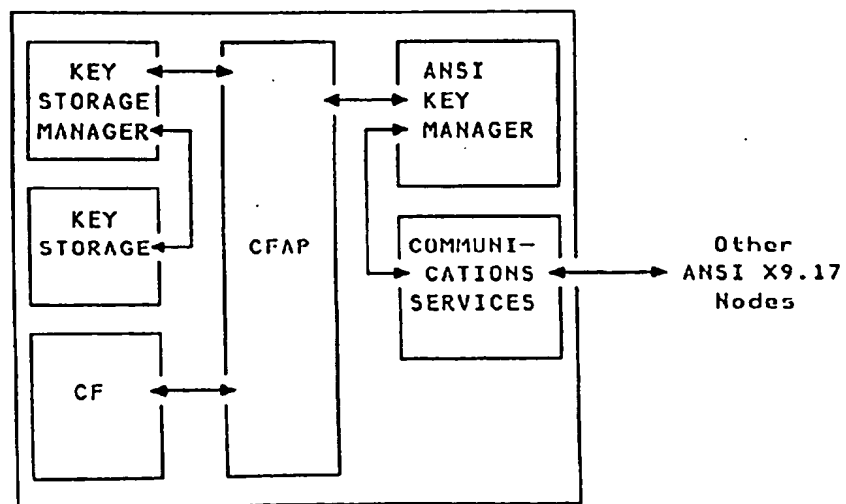 KEY
STORAGE
MANAGER
KEY
STORAGE
CF
CFAP
ANSI
KEY
MANAGER
COMMUNI-
CATIONS
SERVICES
Other
ANSI X9.17
Nodes